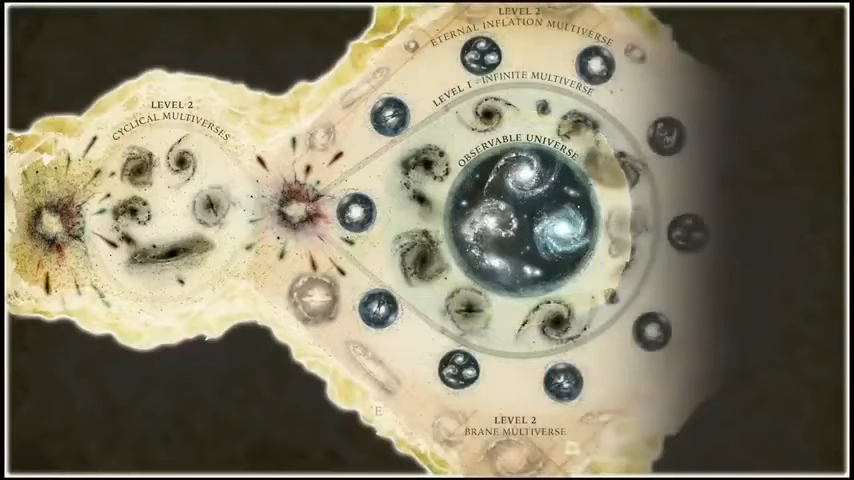 LEVEL 2
ETERNAL INFLATION MULTIVERSE
LEVEL 1 - INFINITE MULTIVERSE
OBSERVABLE UNIVERSE
LEVEL 2
CYCLICAL MULTIVERSES
E
LEVEL 2
BRANE MULTIVERSE